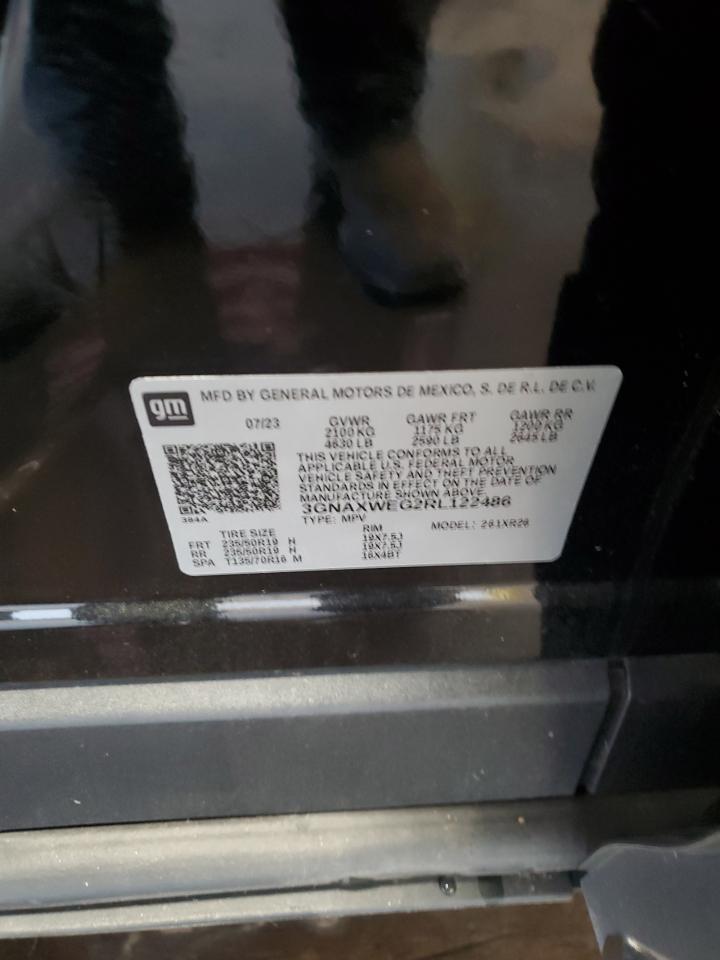 gm
MFD BY GENERAL MOTORS DE MEXICO, S. DE R.L. DE C.V.
07/23 GVWR GAWR FRT GAWR RR
2100 KG 1175 KG 1200 KG
4630 LB 2590 LB 2645 LB
THIS VEHICLE CONFORMS TO ALL
APPLICABLE U.S. FEDERAL MOTOR
VEHICLE SAFETY AND THEFT PREVENTION
STANDARDS IN EFFECT ON THE DATE OF
MANUFACTURE SHOWN ABOVE.
3GNAXWEG2RL122486
384A TYPE: MPV MODEL: 261XR26
TIRE SIZE RIM
FRT 235/50R19 H 19X7.5J
RR 235/50R19 H 19X7.5J
SPA T135/70R16 M 16X4BT